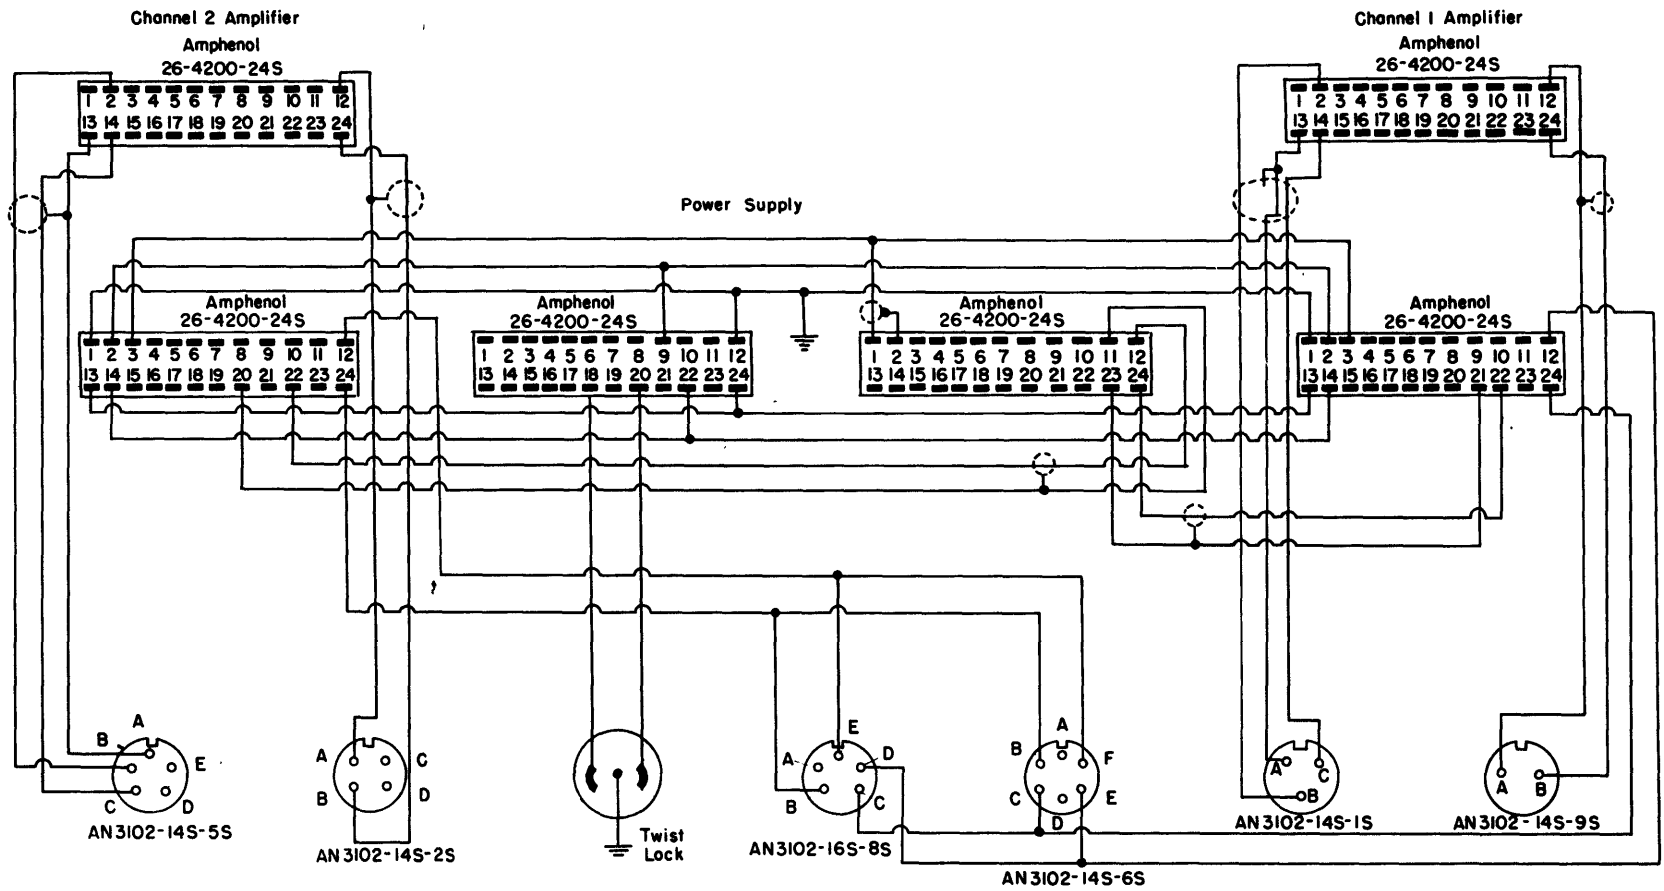 Channel 2 Amplifier
Amphenol
26-4200-24S
1 2 3 4 5 6 7 8 9 10 11 12
13 14 15 16 17 18 19 20 21 22 23 24
Channel 1 Amplifier
Amphenol
26-4200-24S
1 2 3 4 5 6 7 8 9 10 11 12
13 14 15 16 17 18 19 20 21 22 23 24
Power Supply
Amphenol
26-4200-24S
1 2 3 4 5 6 7 8 9 10 11 12
13 14 15 16 17 18 19 20 21 22 23 24
Amphenol
26-4200-24S
1 2 3 4 5 6 7 8 9 10 11 12
13 14 15 16 17 18 19 20 21 22 23 24
Amphenol
26-4200-24S
1 2 3 4 5 6 7 8 9 10 11 12
13 14 15 16 17 18 19 20 21 22 23 24
Amphenol
26-4200-24S
1 2 3 4 5 6 7 8 9 10 11 12
13 14 15 16 17 18 19 20 21 22 23 24
A
B E
C D
AN3102-14S-5S
A C
B D
AN3102-14S-2S
Twist
Lock
E
A D
B C
AN3102-16S-8S
A
B F
C E
D
AN3102-14S-6S
A C
B
AN3102-14S-1S
A B
AN3102-14S-9S